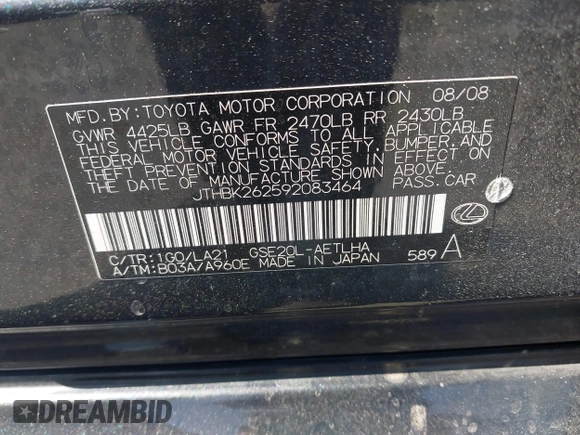 MFD. BY: TOYOTA MOTOR CORPORATION 08/08
GVWR 4425LB GAWR FR 2470LB RR 2430LB
THIS VEHICLE CONFORMS TO ALL APPLICABLE
FEDERAL MOTOR VEHICLE SAFETY, BUMPER, AND
THEFT PREVENTION STANDARDS IN EFFECT ON
THE DATE OF MANUFACTURE SHOWN ABOVE.
JTHBK262592083464 PASS. CAR
C/TR: 1G0/LA21 GSE20L-AETLHA
A/TM: B03A/A960E MADE IN JAPAN 589 A
DREAMBID